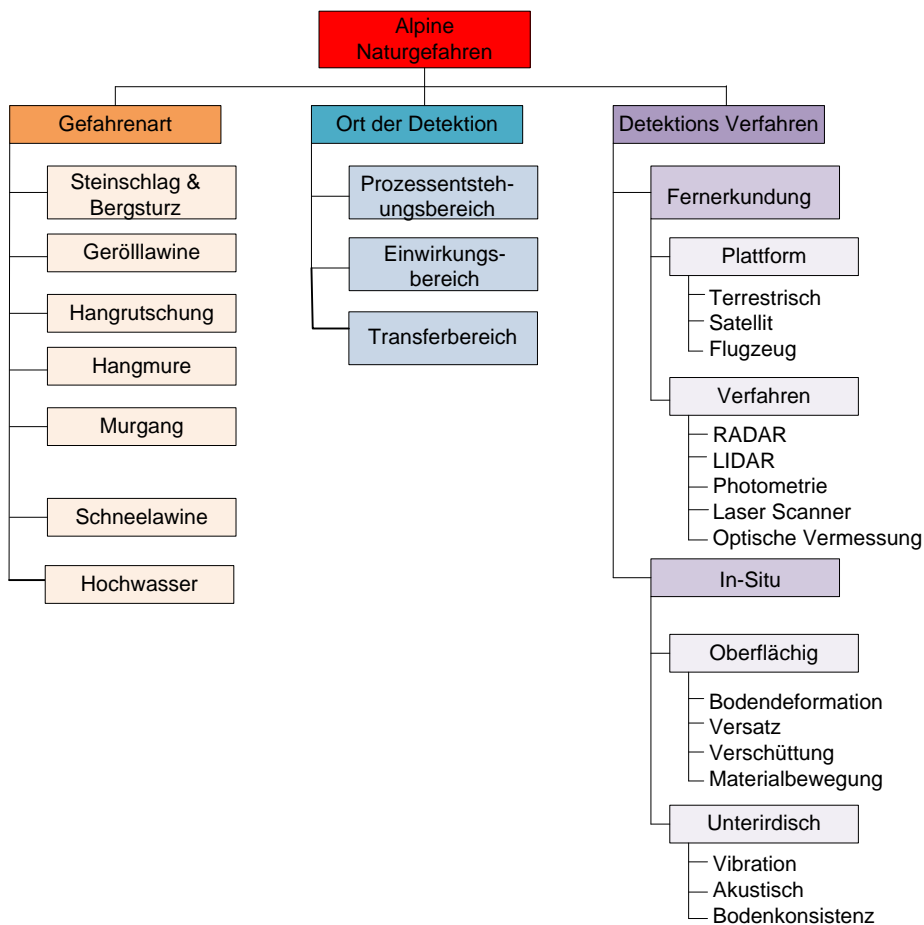 Alpine
Naturgefahren
Gefahrenart
Steinschlag &
Bergsturz
Gerölllawine
Hangrutschung
Hangmure
Murgang
Schneelawine
Hochwasser
Ort der Detektion
Prozessentsteh-
ungsbereich
Einwirkungs-
bereich
Transferbereich
Detektions Verfahren
Fernerkundung
Plattform
Terrestrisch
Satellit
Flugzeug
Verfahren
RADAR
LIDAR
Photometrie
Laser Scanner
Optische Vermessung
In-Situ
Oberflächig
Bodendeformation
Versatz
Verschüttung
Materialbewegung
Unterirdisch
Vibration
Akustisch
Bodenkonsistenz